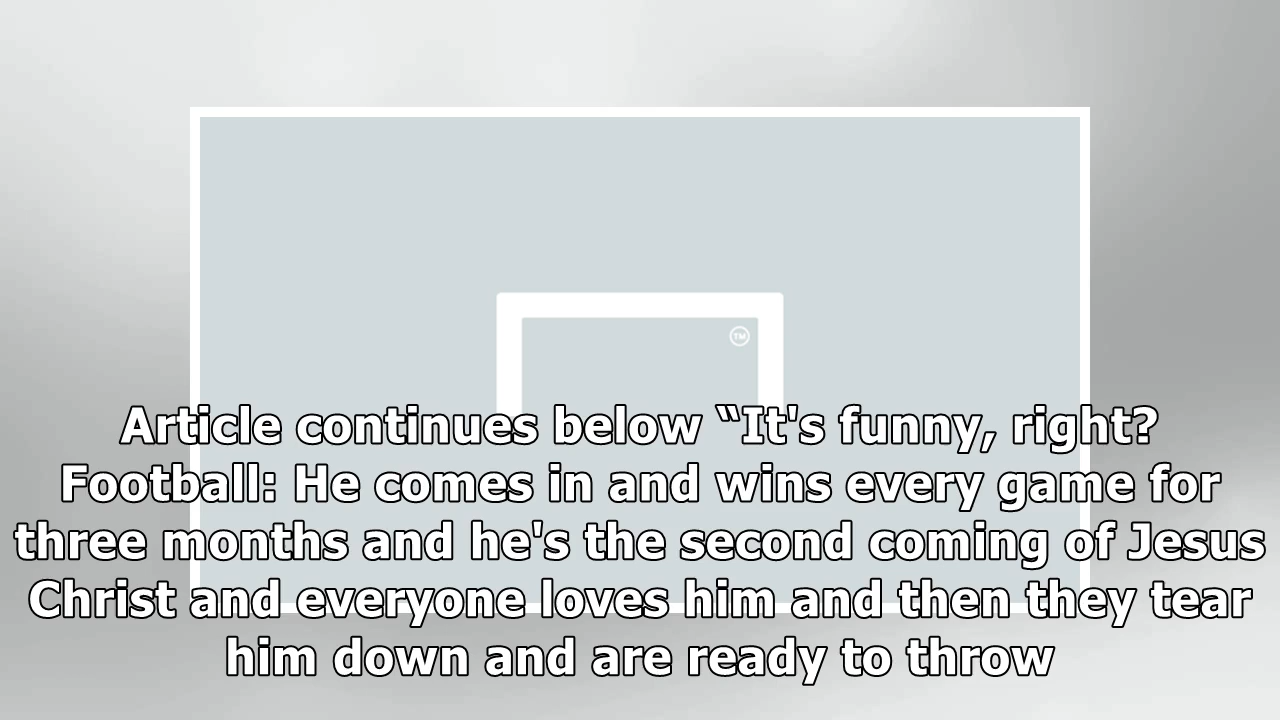 TM
Article continues below “It's funny, right?
Football: He comes in and wins every game for
three months and he's the second coming of Jesus
Christ and everyone loves him and then they tear
him down and are ready to throw